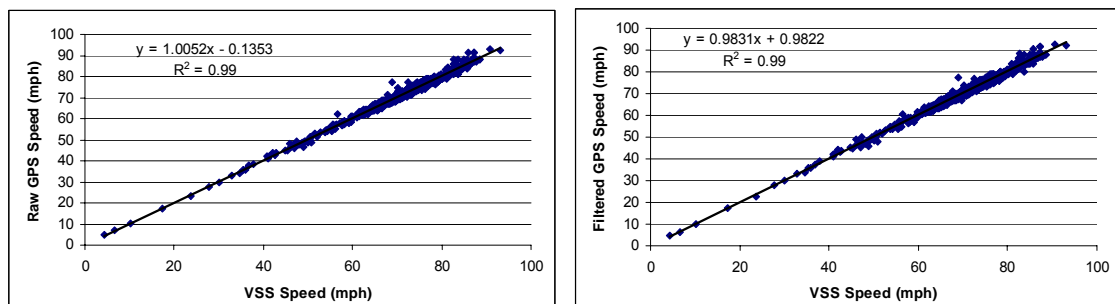 y = 1.0052x - 0.1353
R² = 0.99
100
90
80
70
60
50
40
30
20
10
0
0 20 40 60 80 100
Raw GPS Speed (mph)
VSS Speed (mph)
y = 0.9831x + 0.9822
R² = 0.99
100
90
80
70
60
50
40
30
20
10
0
0 20 40 60 80 100
Filtered GPS Speed (mph)
VSS Speed (mph)